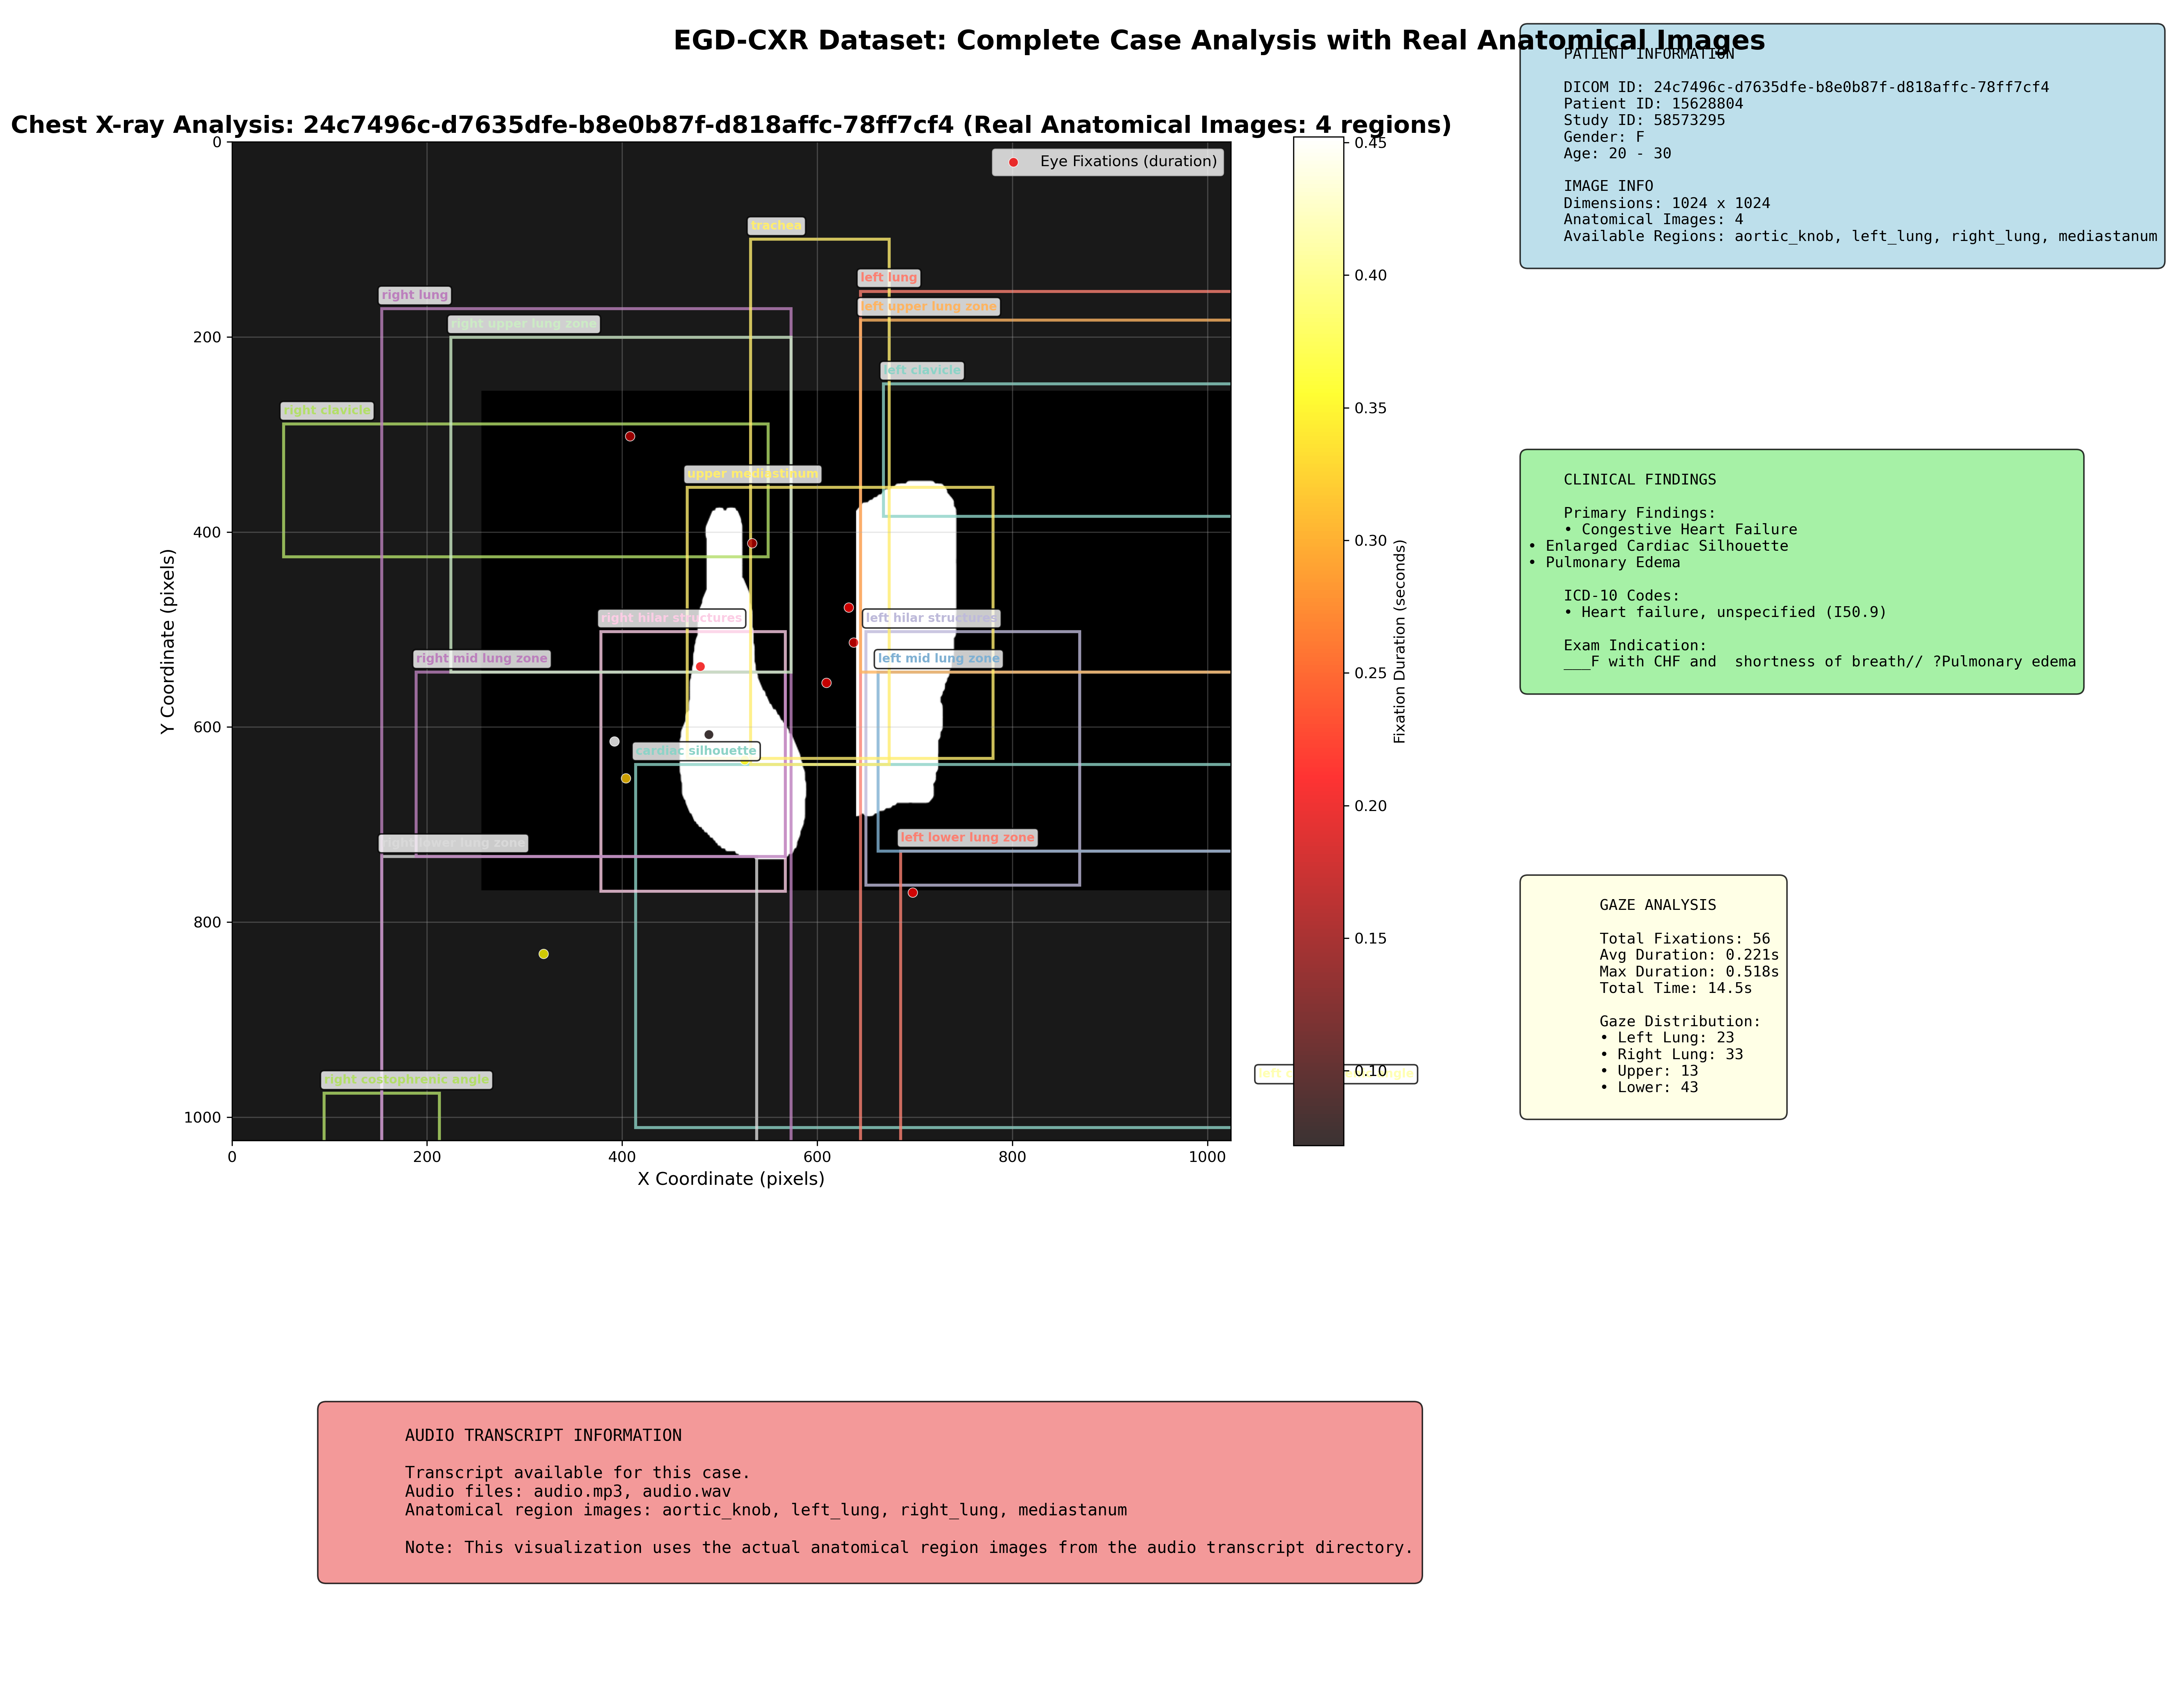 EGD-CXR Dataset: Complete Case Analysis with Real Anatomical Images
Chest X-ray Analysis: 24c7496c-d7635dfe-b8e0b87f-d818affc-78ff7cf4 (Real Anatomical Images: 4 regions)
Eye Fixations (duration)
trachea
left lung
right lung
left upper lung zone
right upper lung zone
left clavicle
right clavicle
upper mediastinum
right hilar structures
left hilar structures
right mid lung zone
left mid lung zone
cardiac silhouette
left lower lung zone
right lower lung zone
right costophrenic angle
0
200
400
600
800
1000
Y Coordinate (pixels)
0
200
400
600
800
1000
X Coordinate (pixels)
0.45
0.40
0.35
0.30
0.25
0.20
0.15
0.10
Fixation Duration (seconds)
PATIENT INFORMATION
DICOM ID: 24c7496c-d7635dfe-b8e0b87f-d818affc-78ff7cf4
Patient ID: 15628804
Study ID: 58573295
Gender: F
Age: 20 - 30
IMAGE INFO
Dimensions: 1024 x 1024
Anatomical Images: 4
Available Regions: aortic_knob, left_lung, right_lung, mediastanum
CLINICAL FINDINGS
Primary Findings:
• Congestive Heart Failure
• Enlarged Cardiac Silhouette
• Pulmonary Edema
ICD-10 Codes:
• Heart failure, unspecified (I50.9)
Exam Indication:
___F with CHF and  shortness of breath// ?Pulmonary edema
GAZE ANALYSIS
Total Fixations: 56
Avg Duration: 0.221s
Max Duration: 0.518s
Total Time: 14.5s
Gaze Distribution:
• Left Lung: 23
• Right Lung: 33
• Upper: 13
• Lower: 43
AUDIO TRANSCRIPT INFORMATION
Transcript available for this case.
Audio files: audio.mp3, audio.wav
Anatomical region images: aortic_knob, left_lung, right_lung, mediastanum
Note: This visualization uses the actual anatomical region images from the audio transcript directory.